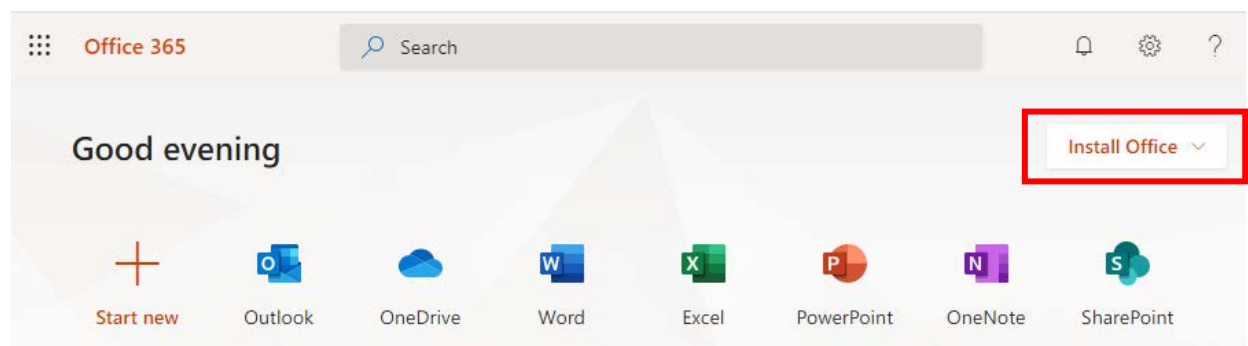 Office 365 Search ?
Good evening
Install Office
O W X P N S
Start new Outlook OneDrive Word Excel PowerPoint OneNote SharePoint